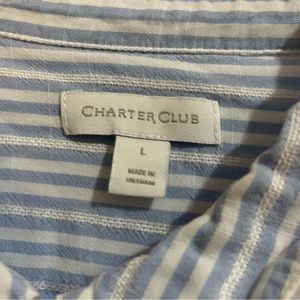 CHARTER CLUB
L
MADE IN
VIETNAM